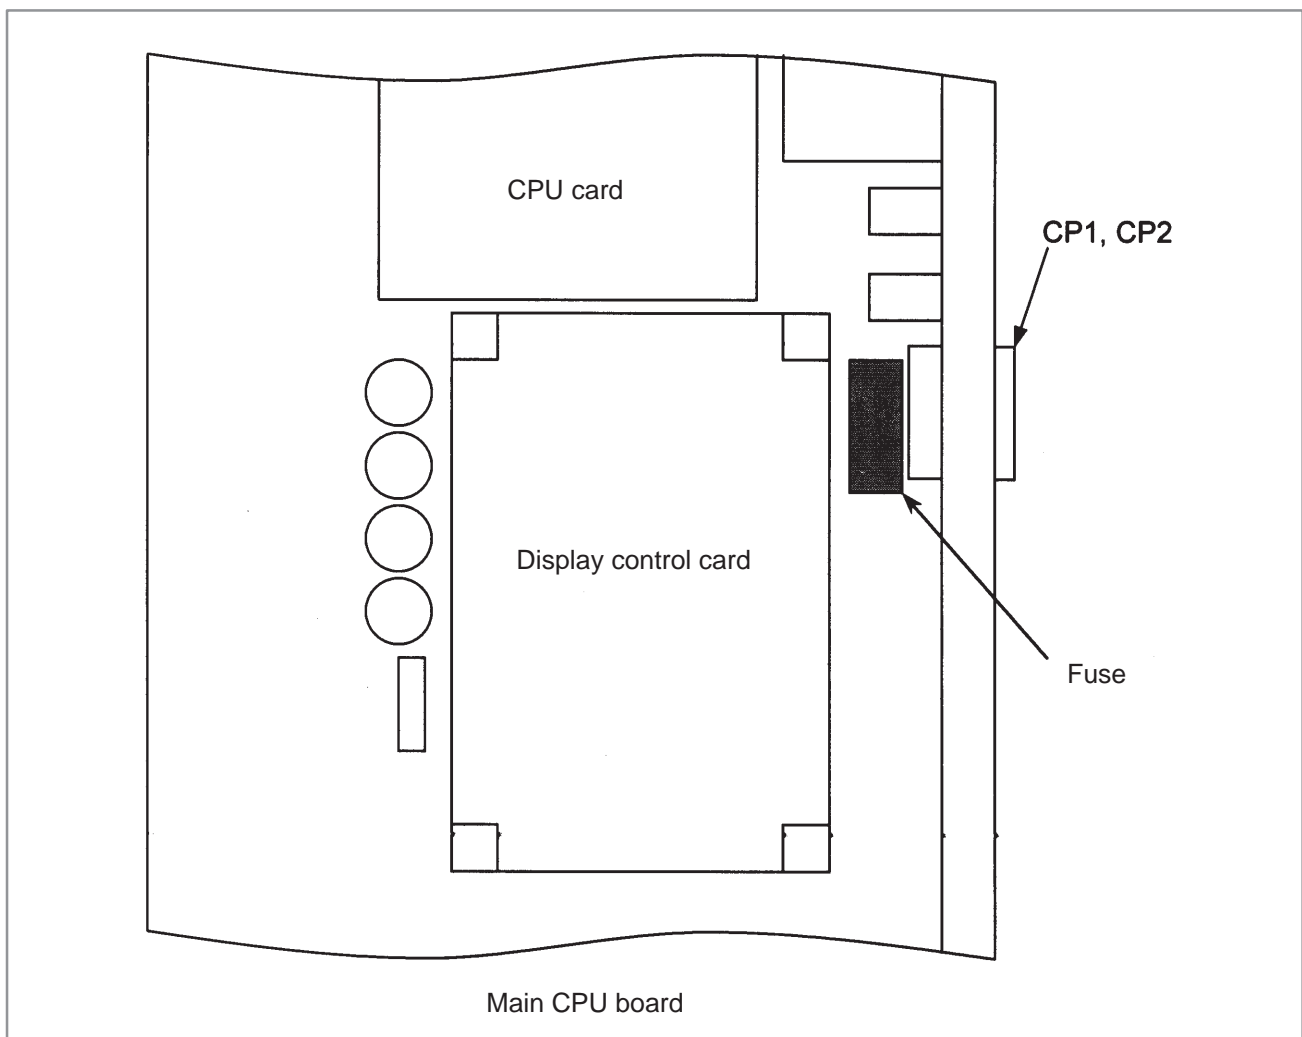 CPU card
CP1, CP2
Display control card
Fuse
Main CPU board